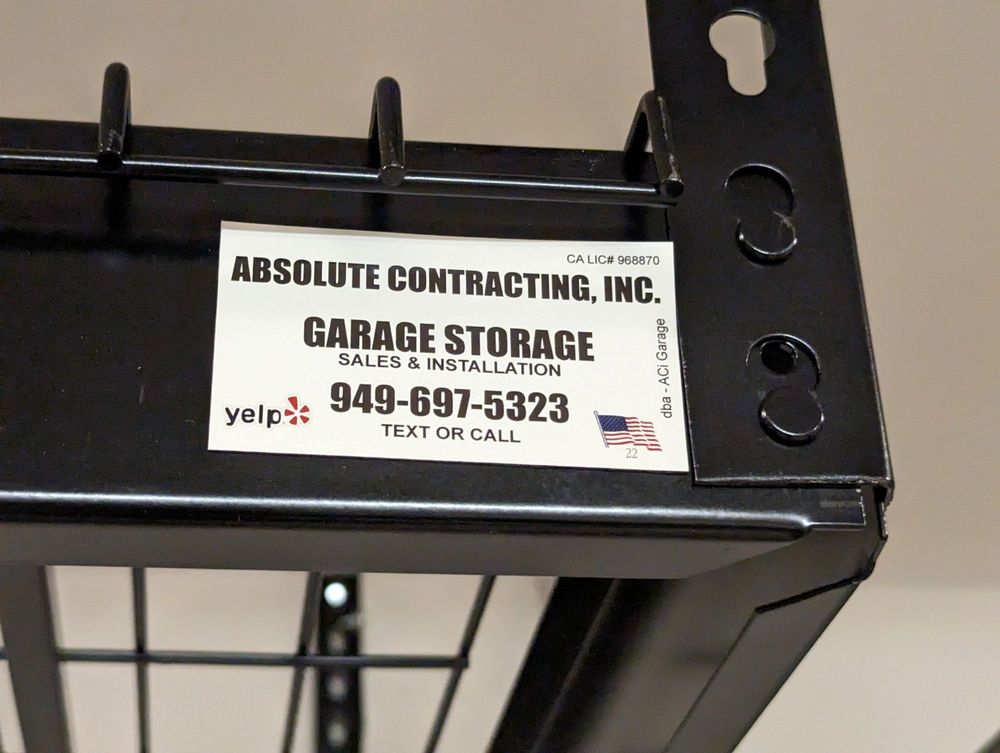 CA LIC# 968870
ABSOLUTE CONTRACTING, INC.
GARAGE STORAGE
SALES & INSTALLATION
949-697-5323
TEXT OR CALL
yelp
22
dba - ACi Garage